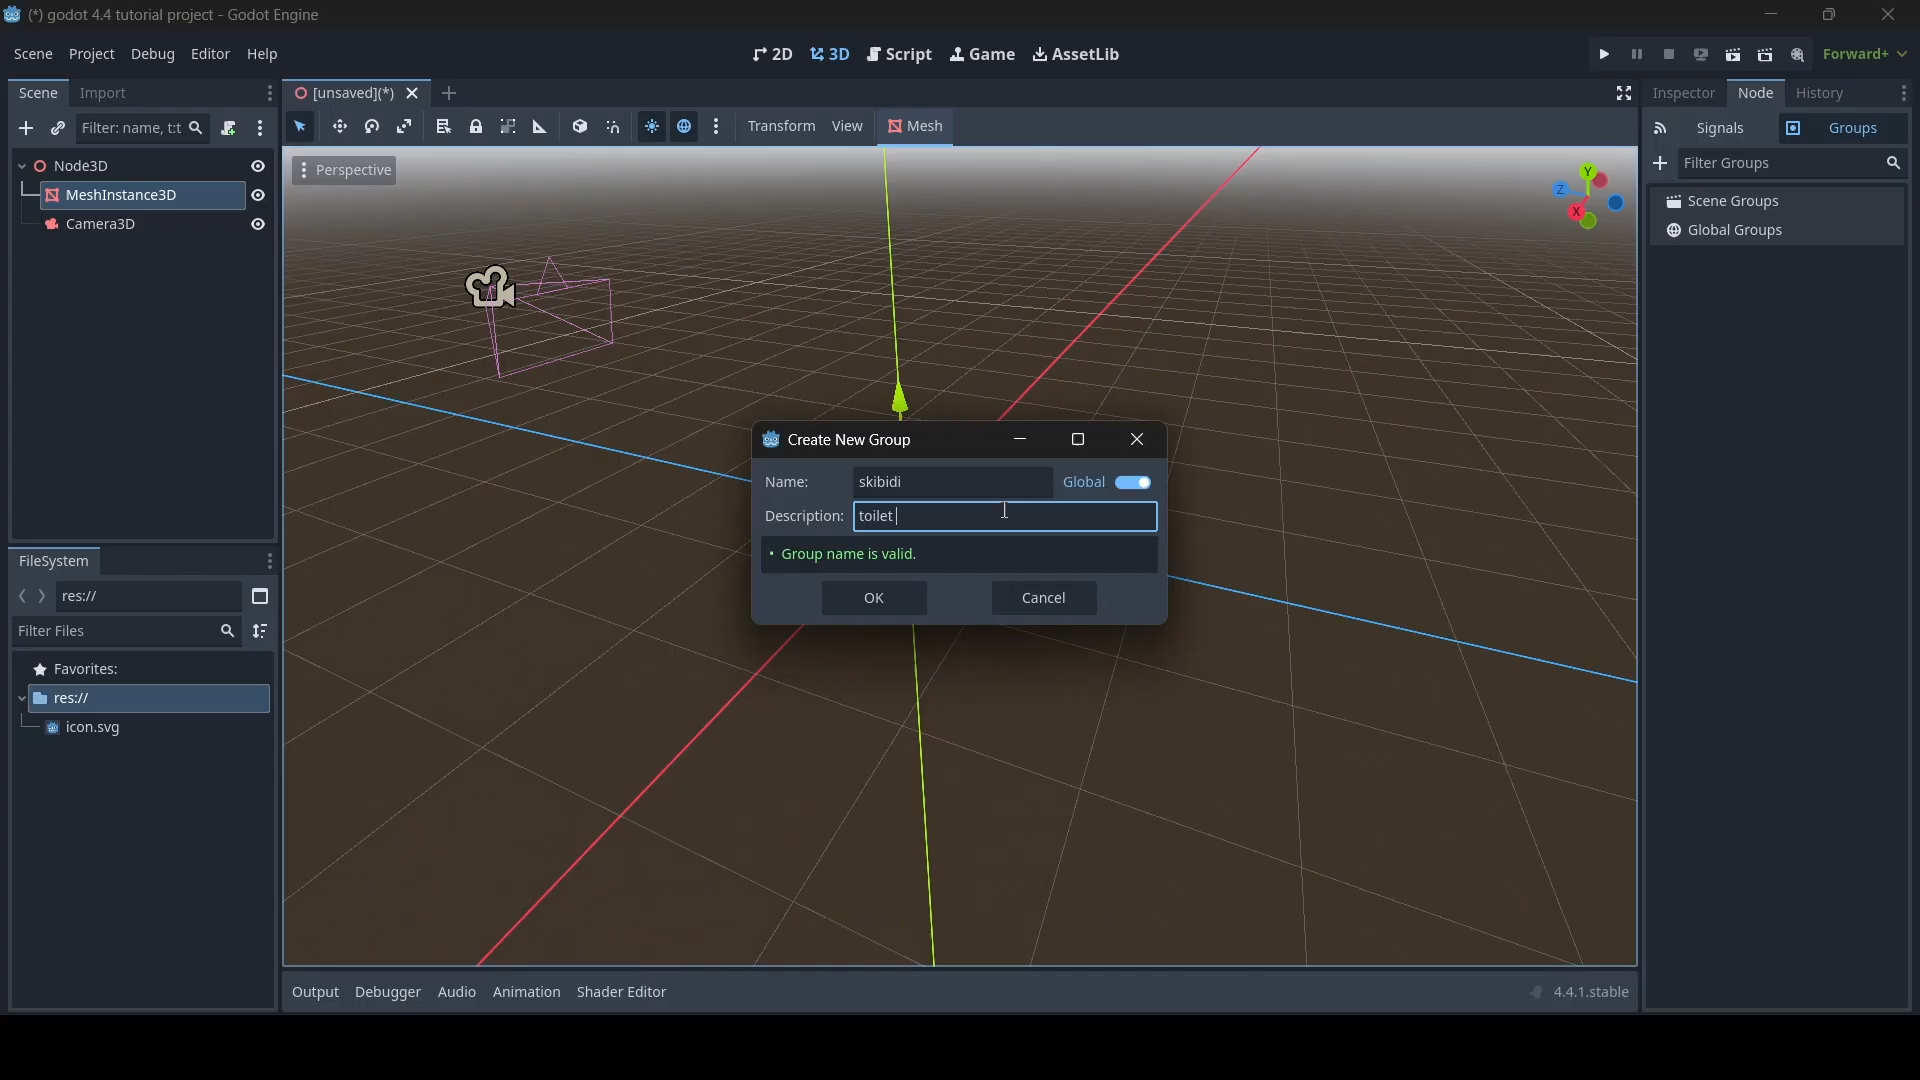 (*) godot 4.4 tutorial project - Godot Engine
Scene Project Debug Editor Help
2D 3D Script Game AssetLib
Forward+
Scene Import
[unsaved](*)
Inspector Node History
Filter: name, t:t
Transform View Mesh
Signals Groups
Filter Groups
Node3D
MeshInstance3D
Camera3D
Perspective
Y
Z
X
Scene Groups
Global Groups
Create New Group
Name: skibidi Global
Description: toilet
• Group name is valid.
OK Cancel
FileSystem
res://
Filter Files
Favorites:
res://
icon.svg
Output Debugger Audio Animation Shader Editor
4.4.1.stable